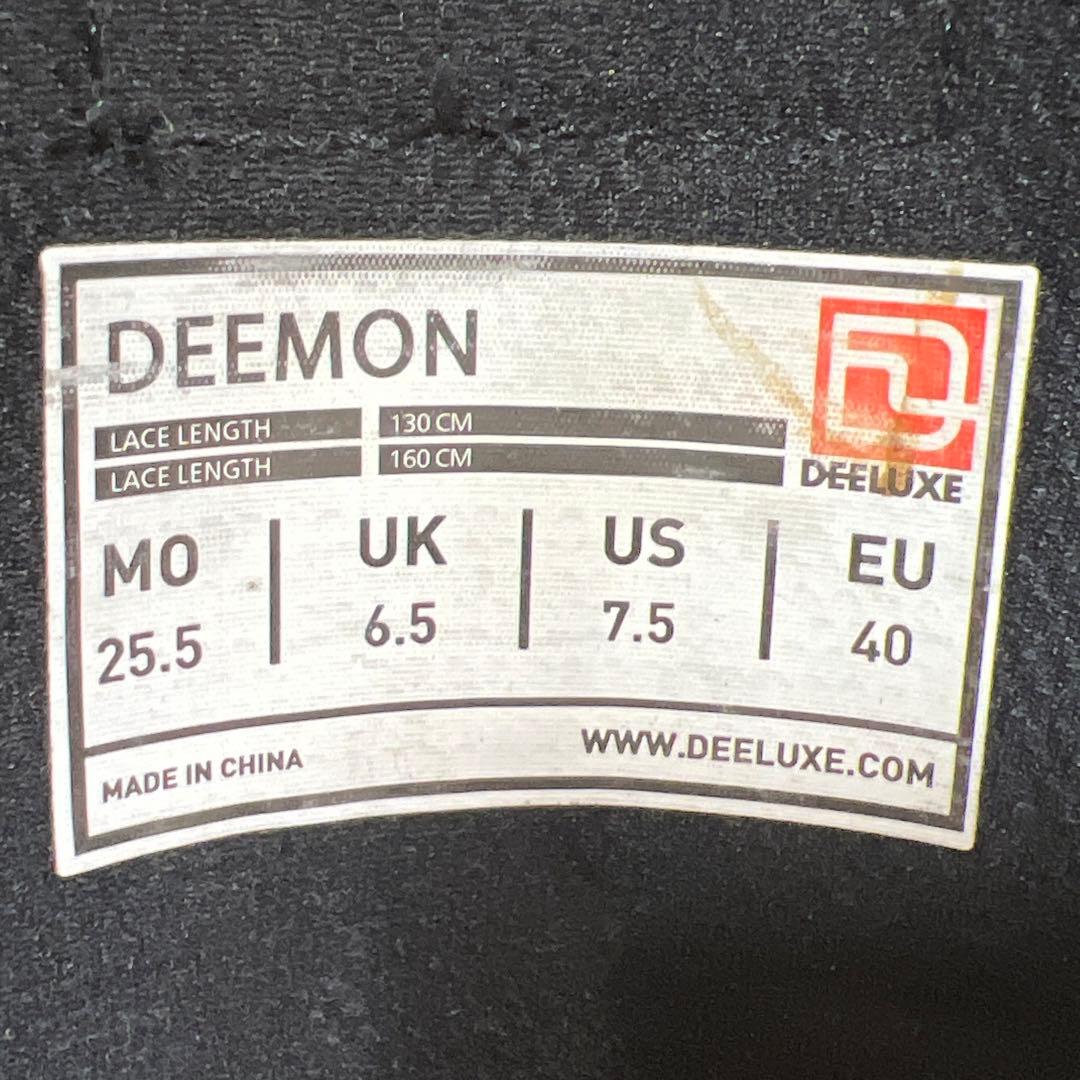 DEEMON
LACE LENGTH 130 CM
LACE LENGTH 160 CM
DEELUXE
MO UK US EU
25.5 6.5 7.5 40
MADE IN CHINA WWW.DEELUXE.COM